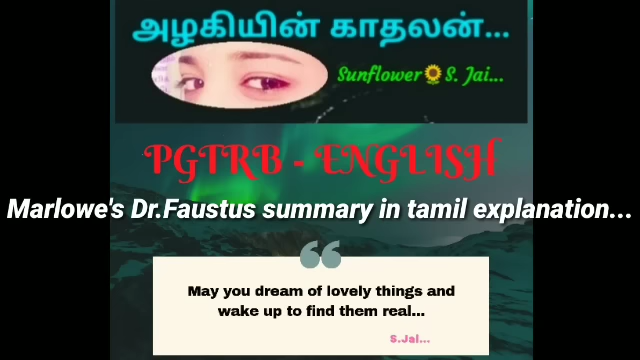 அழகியின் காதலன்...
Sunflower🌻S. Jai...
PGTRB - ENGLISH
Marlowe's Dr.Faustus summary in tamil explanation...
May you dream of lovely things and
wake up to find them real...
S.Jai...